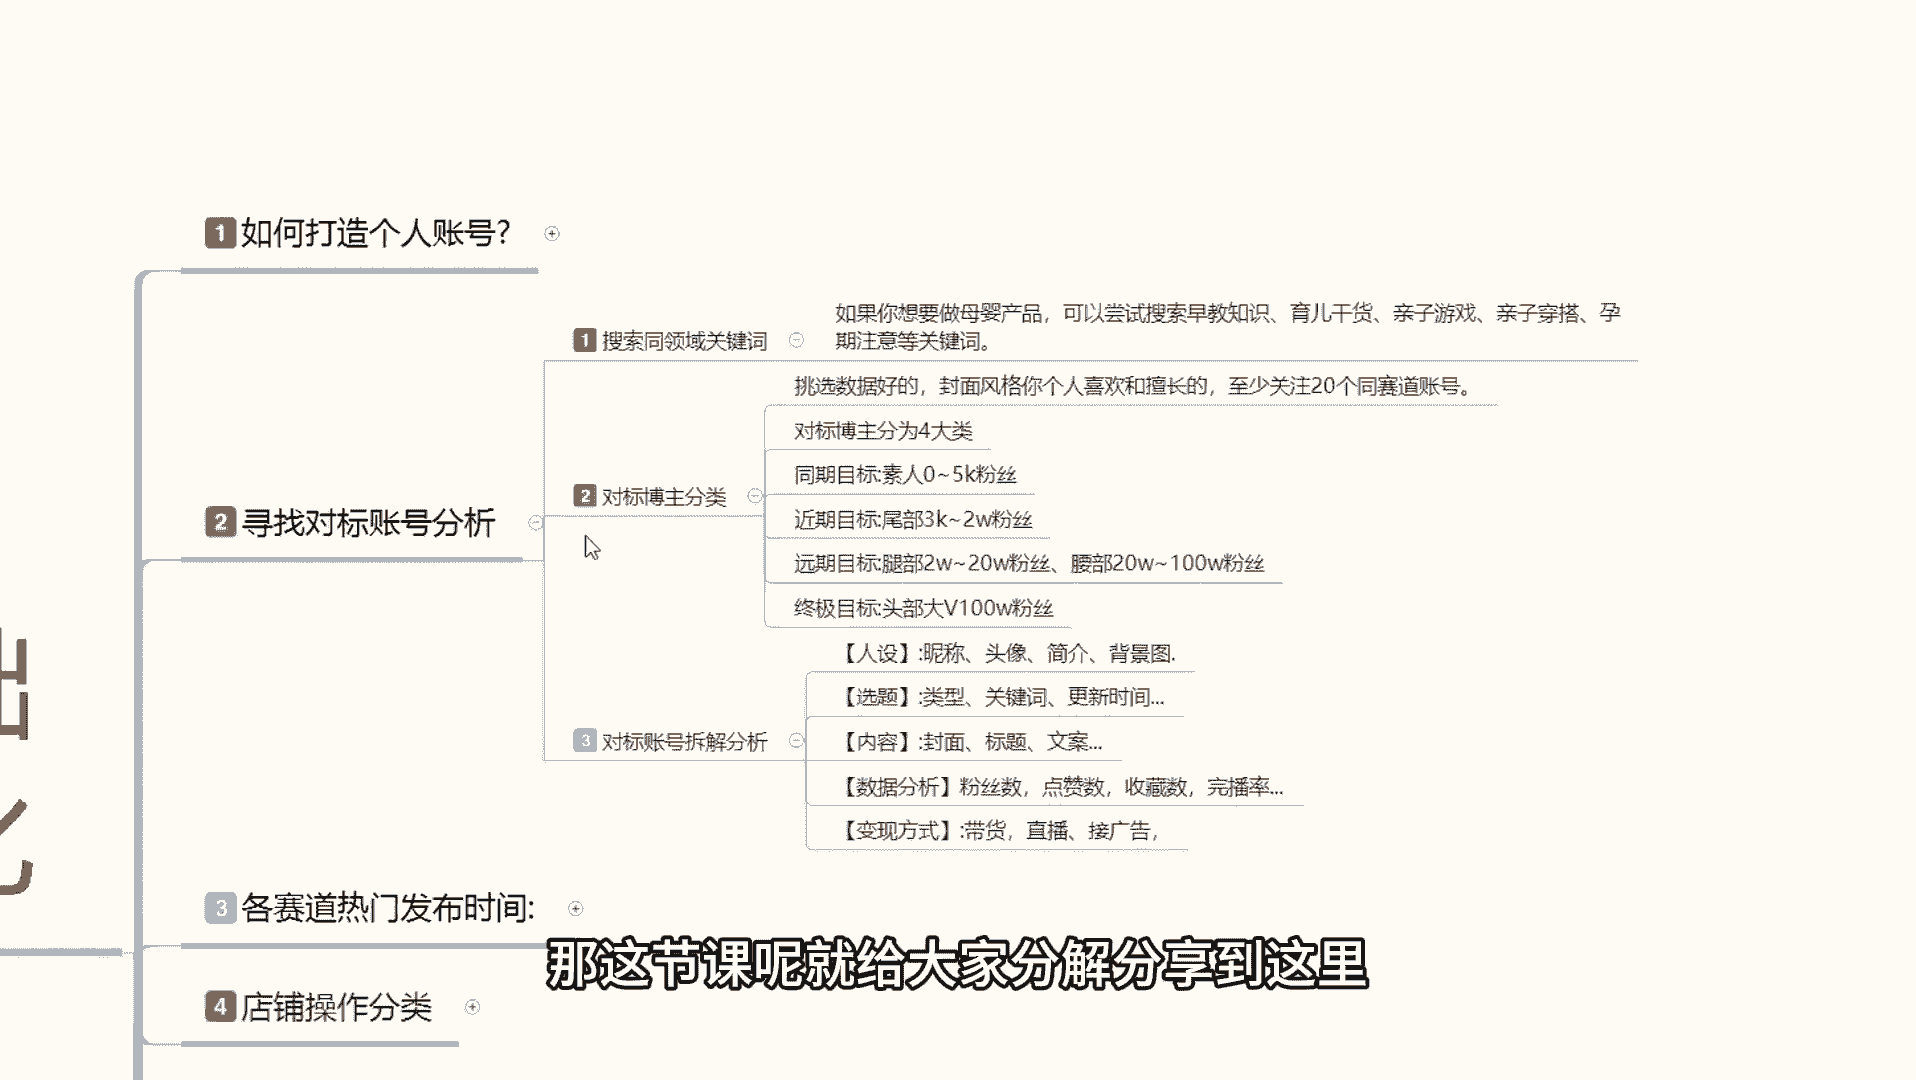 1 如何打造个人账号?
2 寻找对标账号分析
1 搜索同领域关键词
如果你想要做母婴产品，可以尝试搜索早教知识、育儿干货、亲子游戏、亲子穿搭、孕
期注意等关键词。
2 对标博主分类
挑选数据好的，封面风格你个人喜欢和擅长的，至少关注20个同赛道账号。
对标博主分为4大类
同期目标:素人0~5k粉丝
近期目标:尾部3k~2w粉丝
远期目标:腿部2w~20w粉丝、腰部20w~100w粉丝
终极目标:头部大V100w粉丝
3 对标账号拆解分析
【人设】:昵称、头像、简介、背景图.
【选题】:类型、关键词、更新时间...
【内容】:封面、标题、文案...
【数据分析】粉丝数，点赞数，收藏数，完播率...
【变现方式】:带货，直播、接广告，
3 各赛道热门发布时间:
4 店铺操作分类
那这节课呢就给大家分解分享到这里